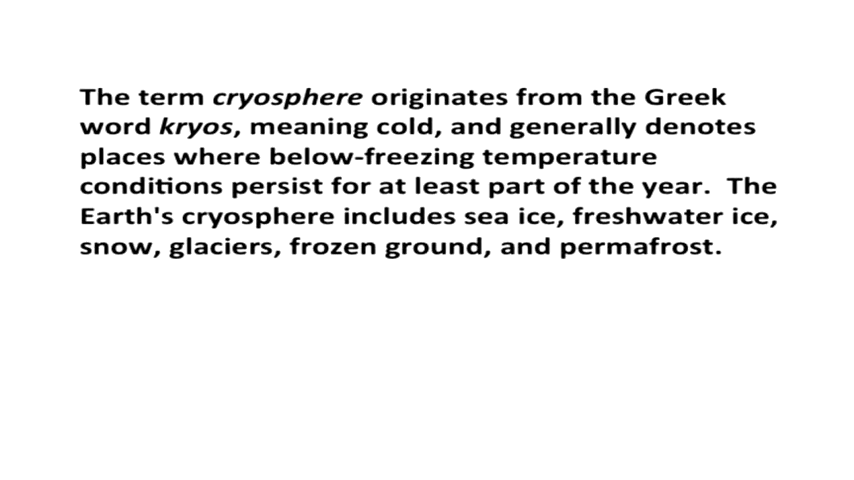 The term cryosphere originates from the Greek
word kryos, meaning cold, and generally denotes
places where below-freezing temperature
conditions persist for at least part of the year.  The
Earth's cryosphere includes sea ice, freshwater ice,
snow, glaciers, frozen ground, and permafrost.